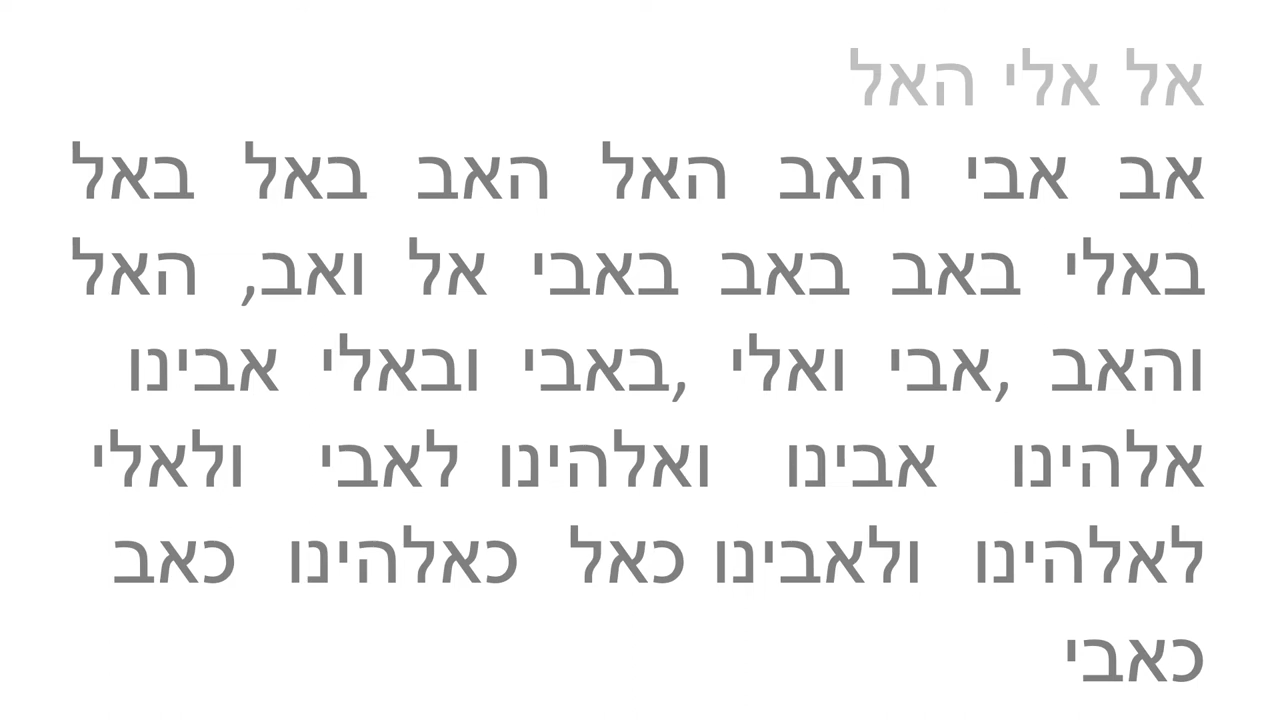 אל אלי האל
אב אבי האב האל האב באל באל
באלי באב באב באבי אל ואב, האל
והאב ,אבי ואלי ,באבי ובאלי אבינו
אלהינו אבינו ואלהינו לאבי ולאלי
לאלהינו ולאבינו כאל כאלהינו כאב
כאבי